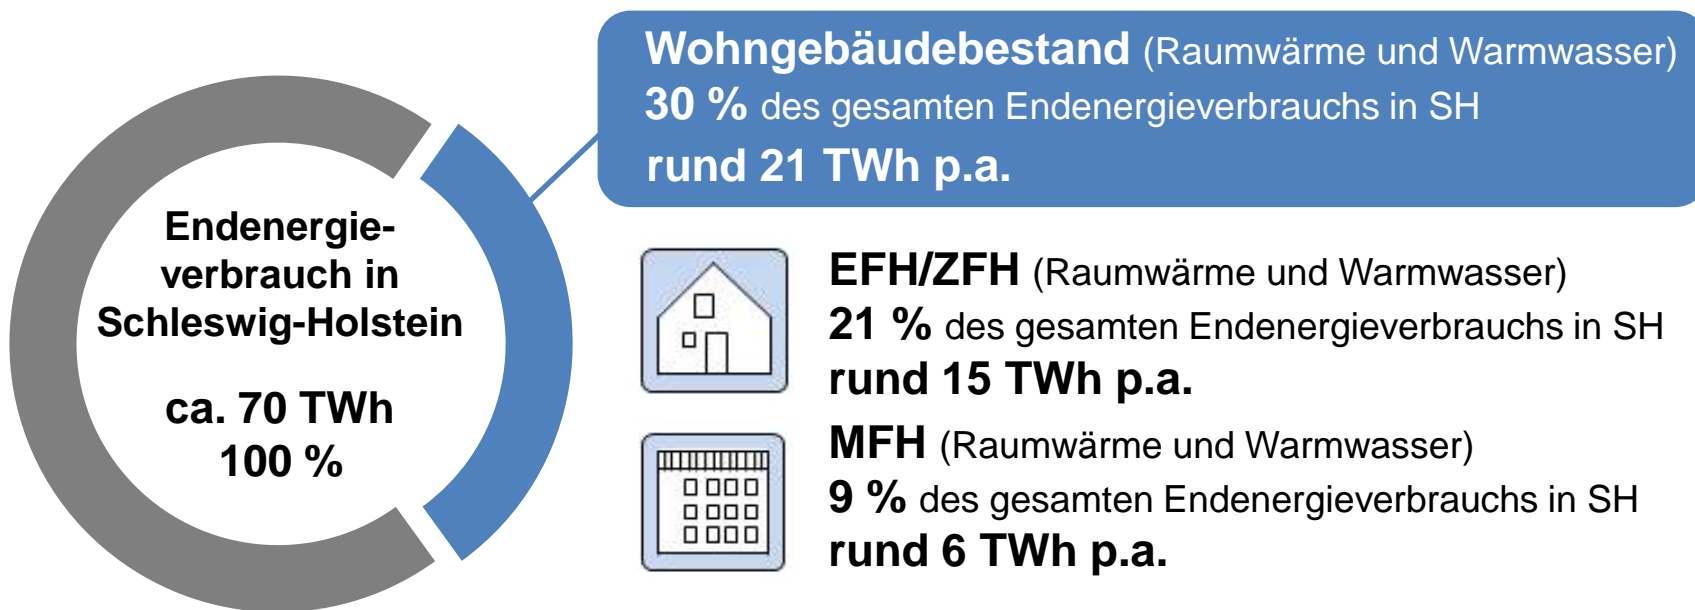 Wohngebäudebestand (Raumwärme und Warmwasser)
30 % des gesamten Endenergieverbrauchs in SH
rund 21 TWh p.a.
Endenergie-
verbrauch in
Schleswig-Holstein
ca. 70 TWh
100 %
EFH/ZFH (Raumwärme und Warmwasser)
21 % des gesamten Endenergieverbrauchs in SH
rund 15 TWh p.a.
MFH (Raumwärme und Warmwasser)
9 % des gesamten Endenergieverbrauchs in SH
rund 6 TWh p.a.